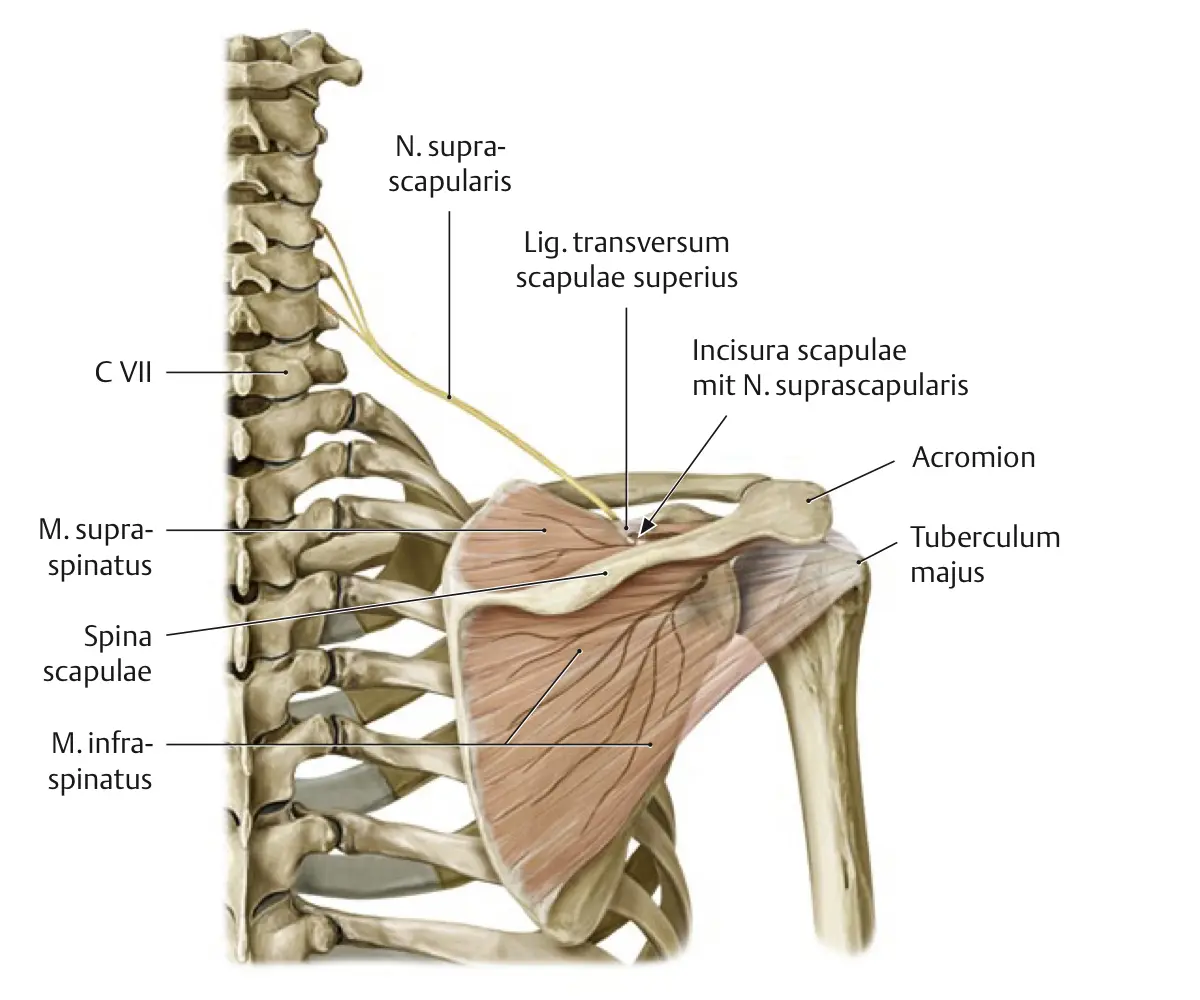 N. supra-
scapularis
Lig. transversum
scapulae superius
Incisura scapulae
mit N. suprascapularis
C VII
Acromion
M. supra-
spinatus
Tuberculum
majus
Spina
scapulae
M. infra-
spinatus